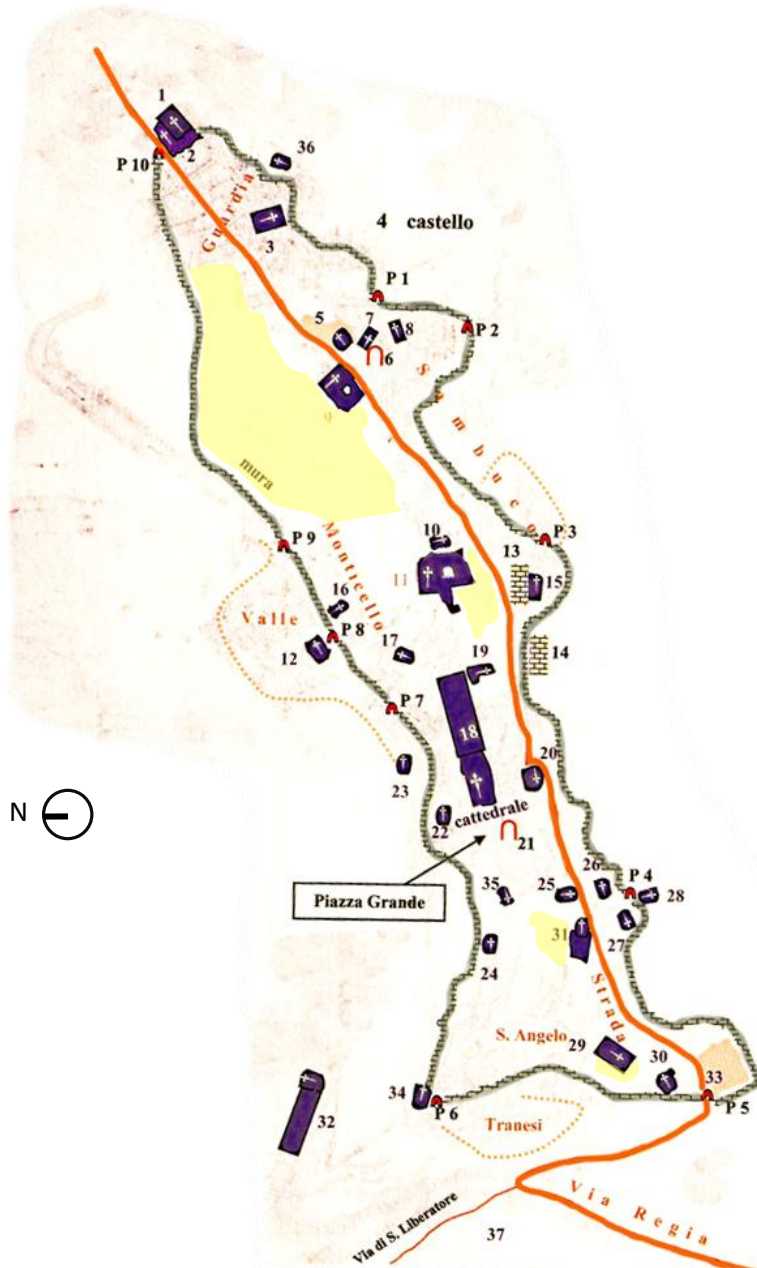 1
36
P 10
2
Guardia
3
4 castello
P 1
5
7
8
6
P 2
Sambuco
9
mura
P 9
Monticello
10
13
P 3
11
15
16
Valle
P 8
12
17
14
19
P 7
18
20
23
N
22
cattedrale
21
26
P 4
35
25
28
Piazza Grande
31
27
24
Strada
S. Angelo
29
30
33
34
P 6
P 5
32
Tranesi
Via Regia
Via di S. Liberatore
37